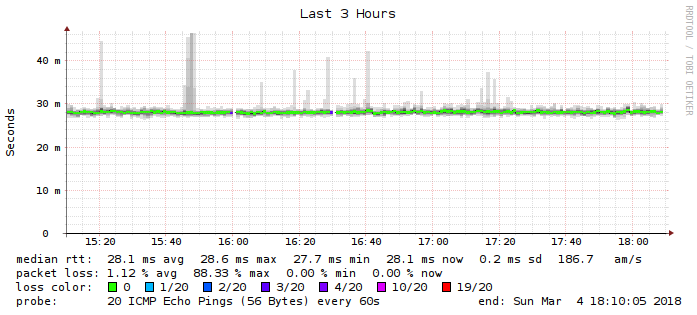 Last 3 Hours
RRDTOOL / TOBI OETIKER
Seconds
40 m
30 m
20 m
10 m
0
15:20 15:40 16:00 16:20 16:40 17:00 17:20 17:40 18:00
median rtt: 28.1 ms avg 28.6 ms max 27.7 ms min 28.1 ms now 0.2 ms sd 186.7 am/s
packet loss: 1.12 % avg 88.33 % max 0.00 % min 0.00 % now
loss color: 0 1/20 2/20 3/20 4/20 10/20 19/20
probe: 20 ICMP Echo Pings (56 Bytes) every 60s end: Sun Mar 4 18:10:05 2018